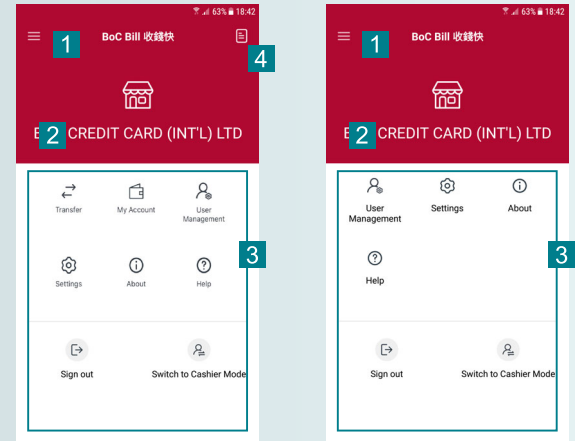 63% 18:42
1 BoC Bill 收錢快
4
2 CREDIT CARD (INT'L) LTD
Transfer My Account User
Management
3
Settings About Help
Sign out Switch to Cashier Mode
63% 18:42
1 BoC Bill 收錢快
2 CREDIT CARD (INT'L) LTD
User Settings About
Management
3
Help
Sign out Switch to Cashier Mode